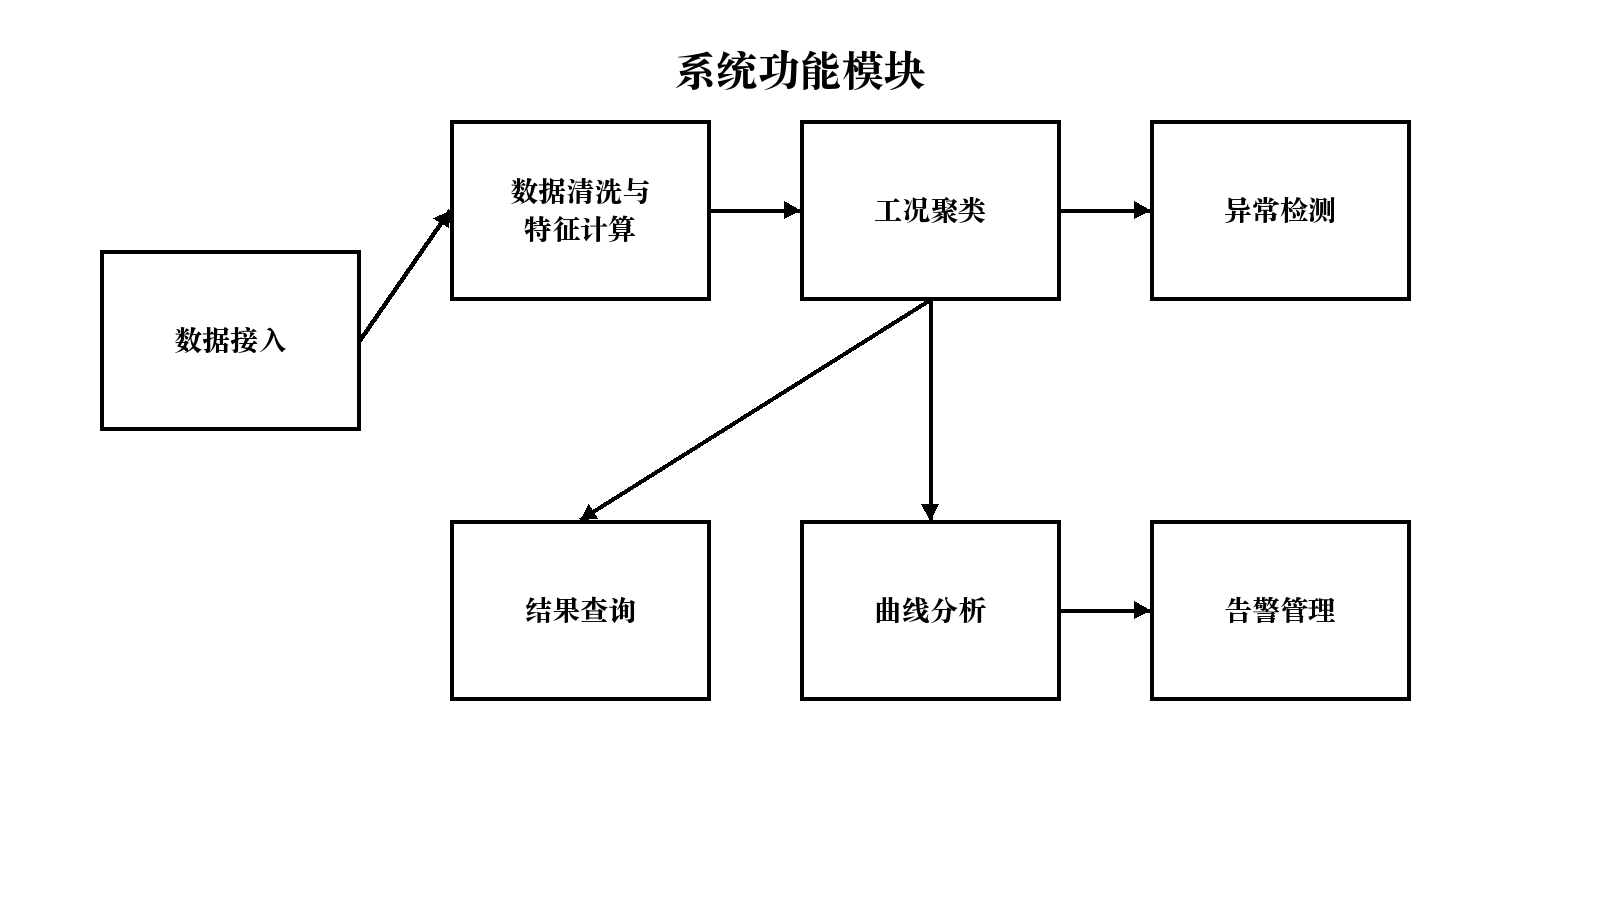 系统功能模块
数据清洗与
特征计算
工况聚类
异常检测
数据接入
结果查询
曲线分析
告警管理